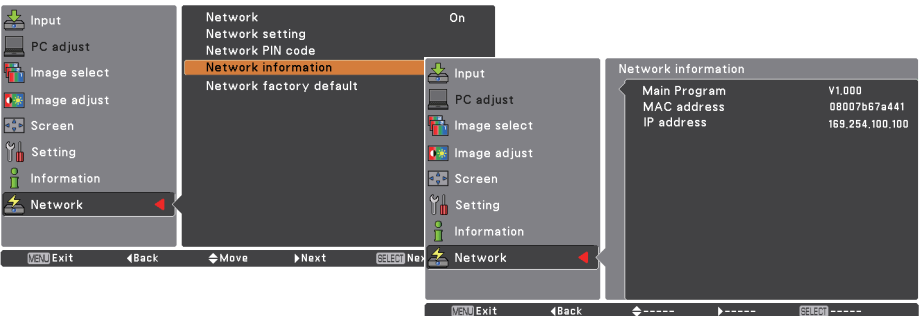 Input
PC adjust
Image select
Image adjust
Screen
Setting
Information
Network
Network On
Network setting
Network PIN code
Network information
Network factory default
MENU Exit Back Move Next SELECT
Input
PC adjust
Image select
Image adjust
Screen
Setting
Information
Network
Network information
Main Program V1,000
MAC address 08007b67a441
IP address 169,254,100,100
MENU Exit Back ----- ----- SELECT -----